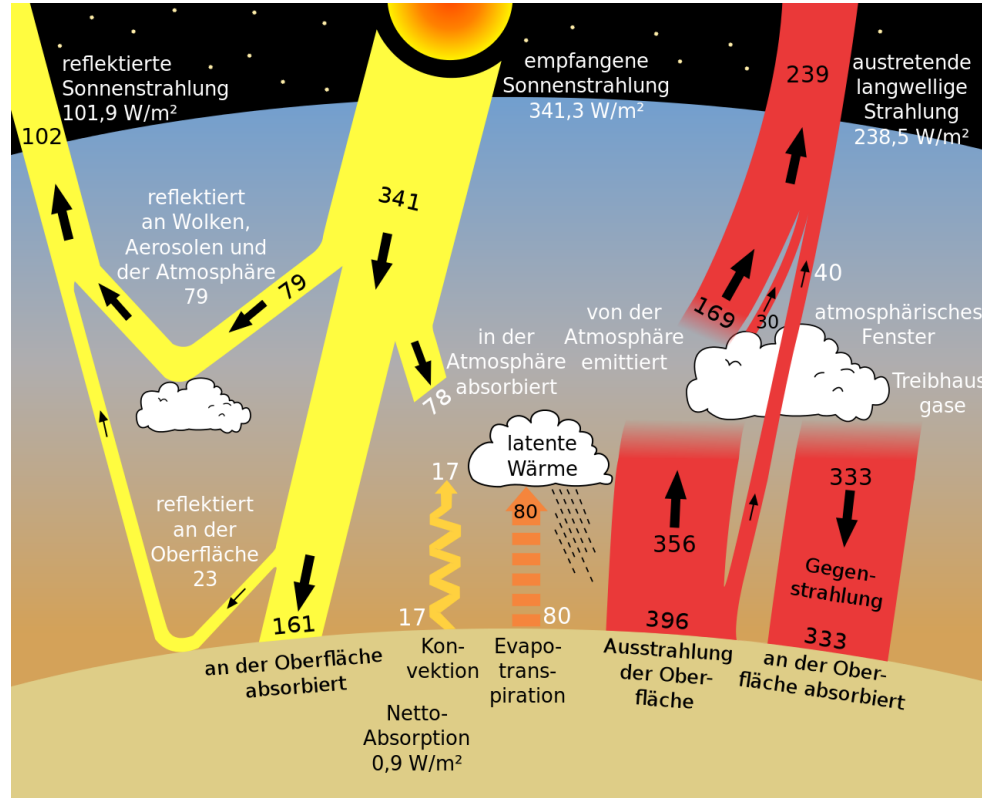 reflektierte
Sonnenstrahlung
101,9 W/m²
102
empfangene
Sonnenstrahlung
341,3 W/m²
239
austretende
langwellige
Strahlung
238,5 W/m²
341
reflektiert
an Wolken,
Aerosolen und
der Atmosphäre
79
79
78
in der
Atmosphäre
absorbiert
von der
Atmosphäre
emittiert
169
30
40
atmosphärisches
Fenster
Treibhaus
gase
latente
Wärme
17
80
reflektiert
an der
Oberfläche
23
356
333
Gegen-
strahlung
161
17
80
396
333
an der Oberfläche
absorbiert
Kon-
vektion
Evapo-
trans-
piration
Ausstrahlung
der Ober-
fläche
an der Ober-
fläche absorbiert
Netto-
Absorption
0,9 W/m²